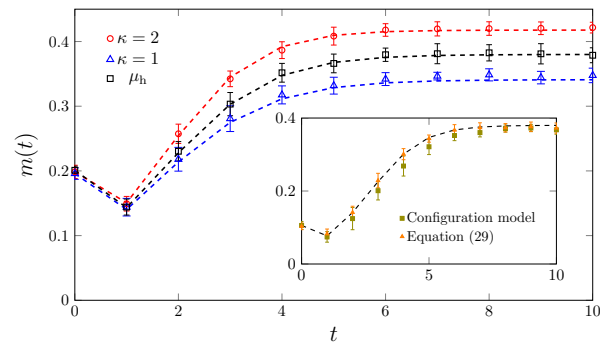 0.4
0.3
0.2
0.1
0
m(t)
κ = 2
κ = 1
μh
0.4
0.2
0
Configuration model
Equation (29)
0 5 10
0 2 4 6 8 10
t